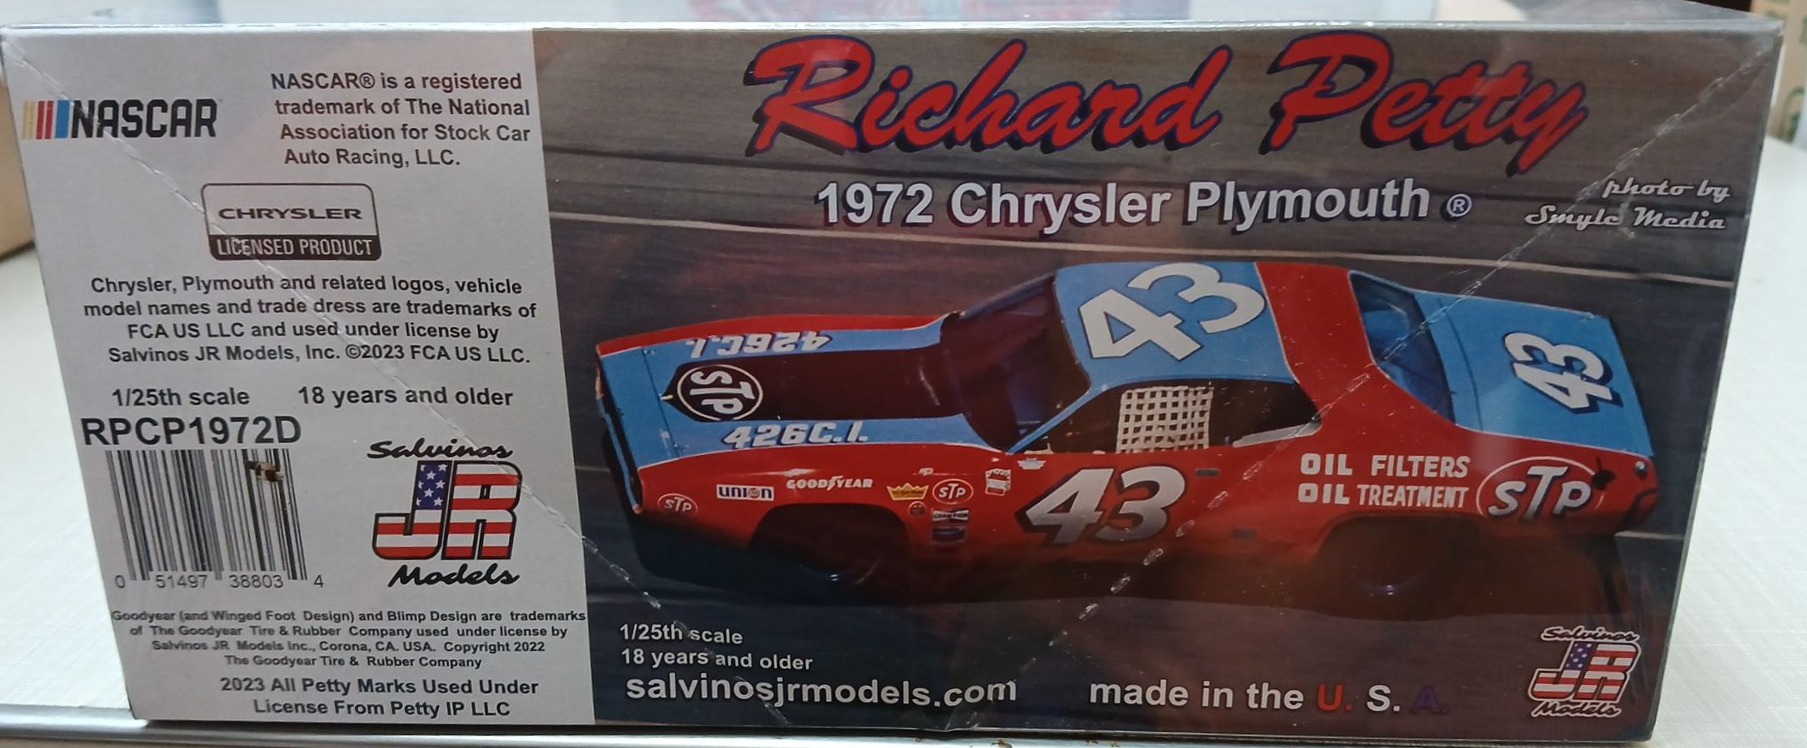 NASCAR
NASCAR® is a registered
trademark of The National
Association for Stock Car
Auto Racing, LLC.
CHRYSLER
LICENSED PRODUCT
Chrysler, Plymouth and related logos, vehicle
model names and trade dress are trademarks of
FCA US LLC and used under license by
Salvinos JR Models, Inc. ©2023 FCA US LLC.
1/25th scale 18 years and older
RPCP1972D
Salvinos
JR
Models
0 51497 38803 4
Goodyear (and Winged Foot Design) and Blimp Design are trademarks
of The Goodyear Tire & Rubber Company used under license by
Salvinos JR Models Inc., Corona, CA. USA. Copyright 2022
The Goodyear Tire & Rubber Company
2023 All Petty Marks Used Under
License From Petty IP LLC
Richard Petty
1972 Chrysler Plymouth ®
photo by
Smyle Media
43
43
426C.I.
STP
426C.I.
STP
UNION
GOODYEAR
STP
43
OIL FILTERS
OIL TREATMENT
STP
1/25th scale
18 years and older
salvinosjrmodels.com
made in the U. S. A.
Salvinos
JR
Models